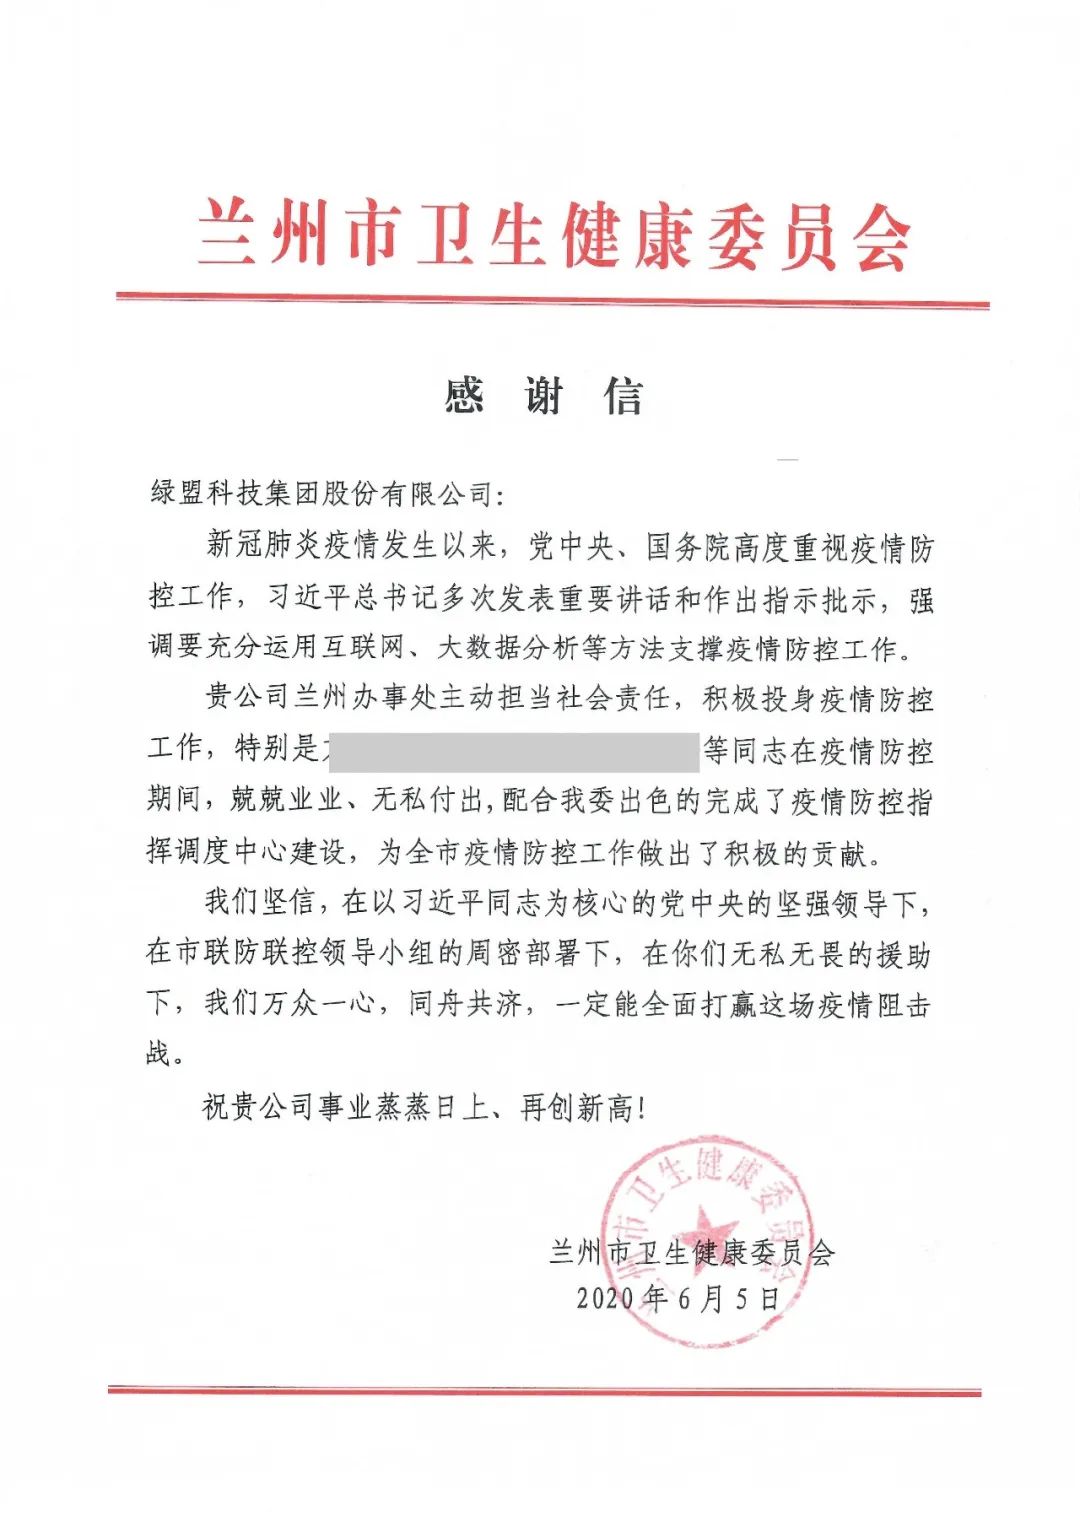 兰州市卫生健康委员会
感谢信
绿盟科技集团股份有限公司：
新冠肺炎疫情发生以来，党中央、国务院高度重视疫情防
控工作，习近平总书记多次发表重要讲话和作出指示批示，强
调要充分运用互联网、大数据分析等方法支撑疫情防控工作。
贵公司兰州办事处主动担当社会责任，积极投身疫情防控
工作，特别是
等同志在疫情防控
期间，兢兢业业、无私付出,配合我委出色的完成了疫情防控指
挥调度中心建设，为全市疫情防控工作做出了积极的贡献。
我们坚信，在以习近平同志为核心的党中央的坚强领导下，
在市联防联控领导小组的周密部署下，在你们无私无畏的援助
下，我们万众一心，同舟共济，一定能全面打赢这场疫情阻击
战。
祝贵公司事业蒸蒸日上、再创新高！
兰州市卫生健康委员会
兰州市卫生健康委员会
2020年6月5日